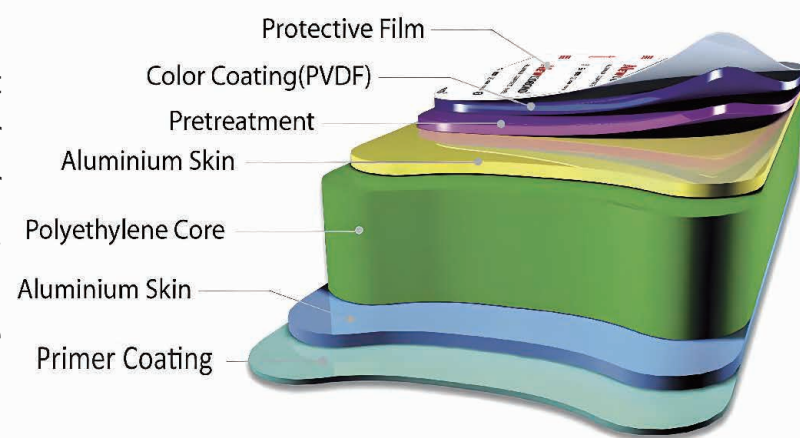 Protective Film
Color Coating(PVDF)
Pretreatment
Aluminium Skin
Polyethylene Core
Aluminium Skin
Primer Coating